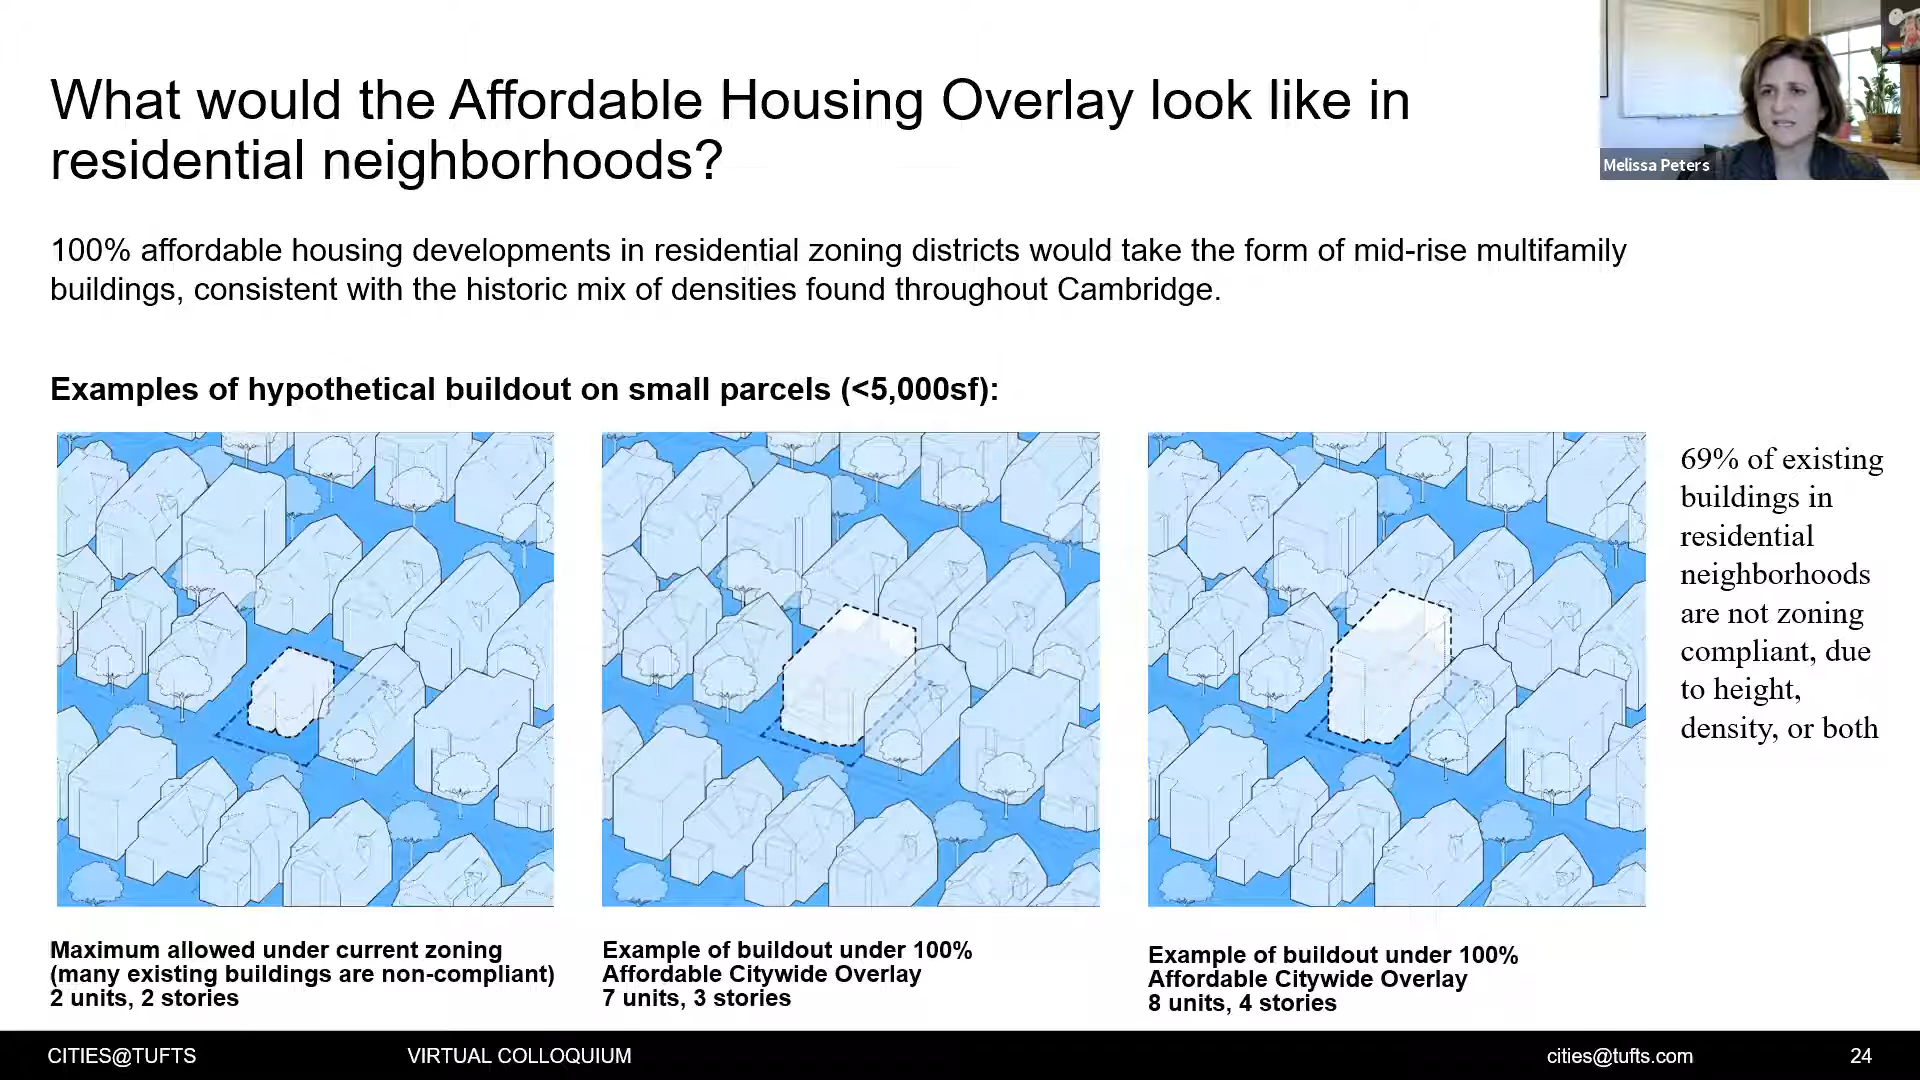 What would the Affordable Housing Overlay look like in
residential neighborhoods?
Melissa Peters
100% affordable housing developments in residential zoning districts would take the form of mid-rise multifamily
buildings, consistent with the historic mix of densities found throughout Cambridge.
Examples of hypothetical buildout on small parcels (<5,000sf):
69% of existing
buildings in
residential
neighborhoods
are not zoning
compliant, due
to height,
density, or both
Maximum allowed under current zoning
(many existing buildings are non-compliant)
2 units, 2 stories
Example of buildout under 100%
Affordable Citywide Overlay
7 units, 3 stories
Example of buildout under 100%
Affordable Citywide Overlay
8 units, 4 stories
CITIES@TUFTS
VIRTUAL COLLOQUIUM
cities@tufts.com
24